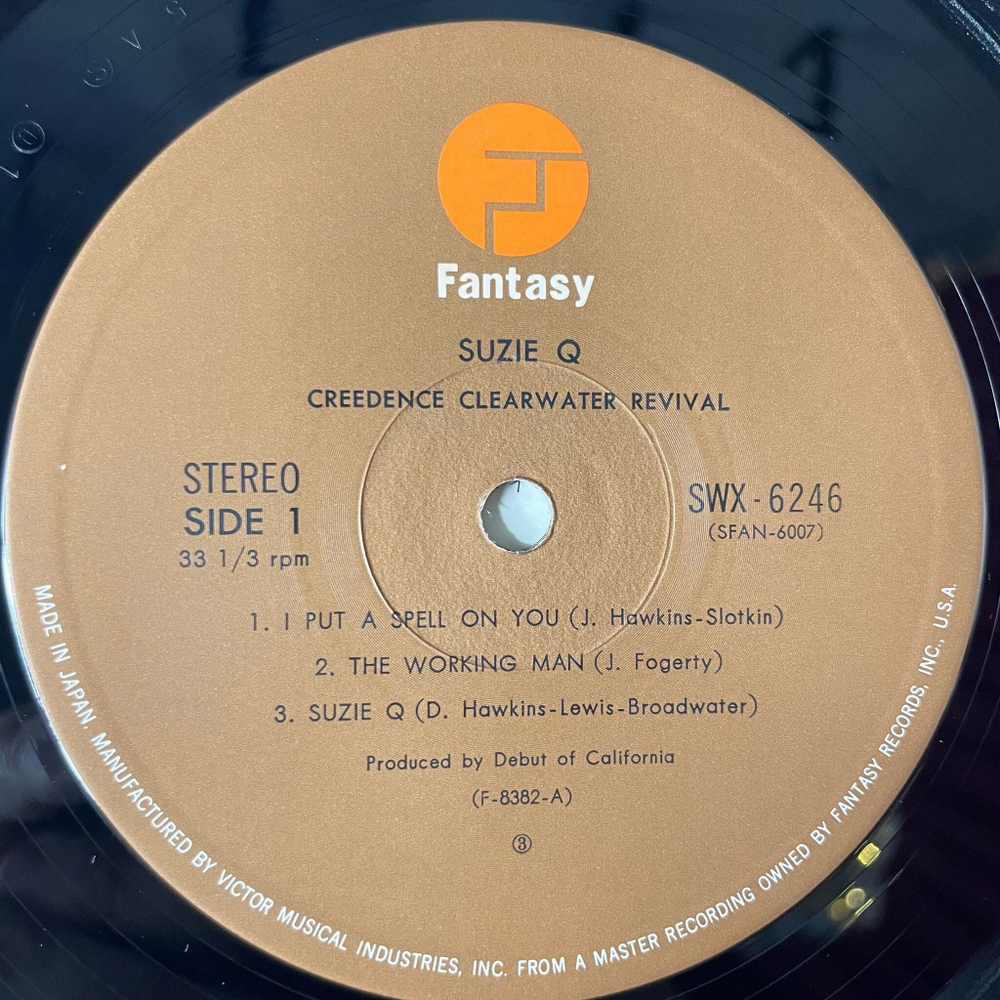 Fantasy
SUZIE Q
CREEDENCE CLEARWATER REVIVAL
STEREO
SIDE 1
33 1/3 rpm
SWX-6246
(SFAN-6007)
1. I PUT A SPELL ON YOU (J. Hawkins-Slotkin)
2. THE WORKING MAN (J. Fogerty)
3. SUZIE Q (D. Hawkins-Lewis-Broadwater)
Produced by Debut of California
(F-8382-A)
③
MADE IN JAPAN. MANUFACTURED BY VICTOR MUSICAL INDUSTRIES, INC. FROM A MASTER RECORDING OWNED BY FANTASY RECORDS, INC., U.S.A.